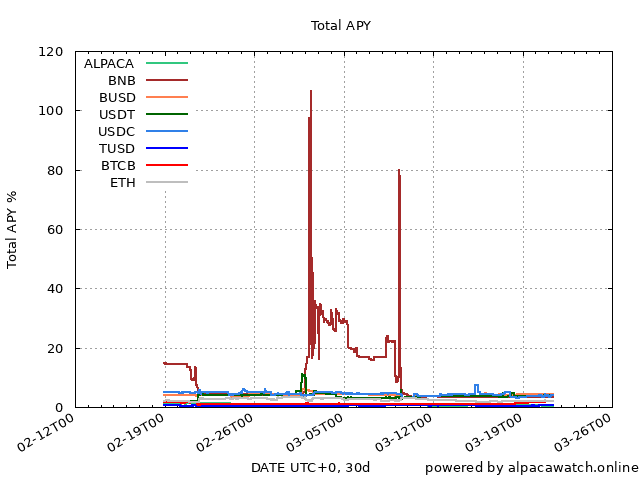 Total APY
120
100
80
60
40
20
0
Total APY %
ALPACA
BNB
BUSD
USDT
USDC
TUSD
BTCB
ETH
02-12T00
02-19T00
02-26T00
03-05T00
03-12T00
03-19T00
03-26T00
DATE UTC+0, 30d
powered by alpacawatch.online